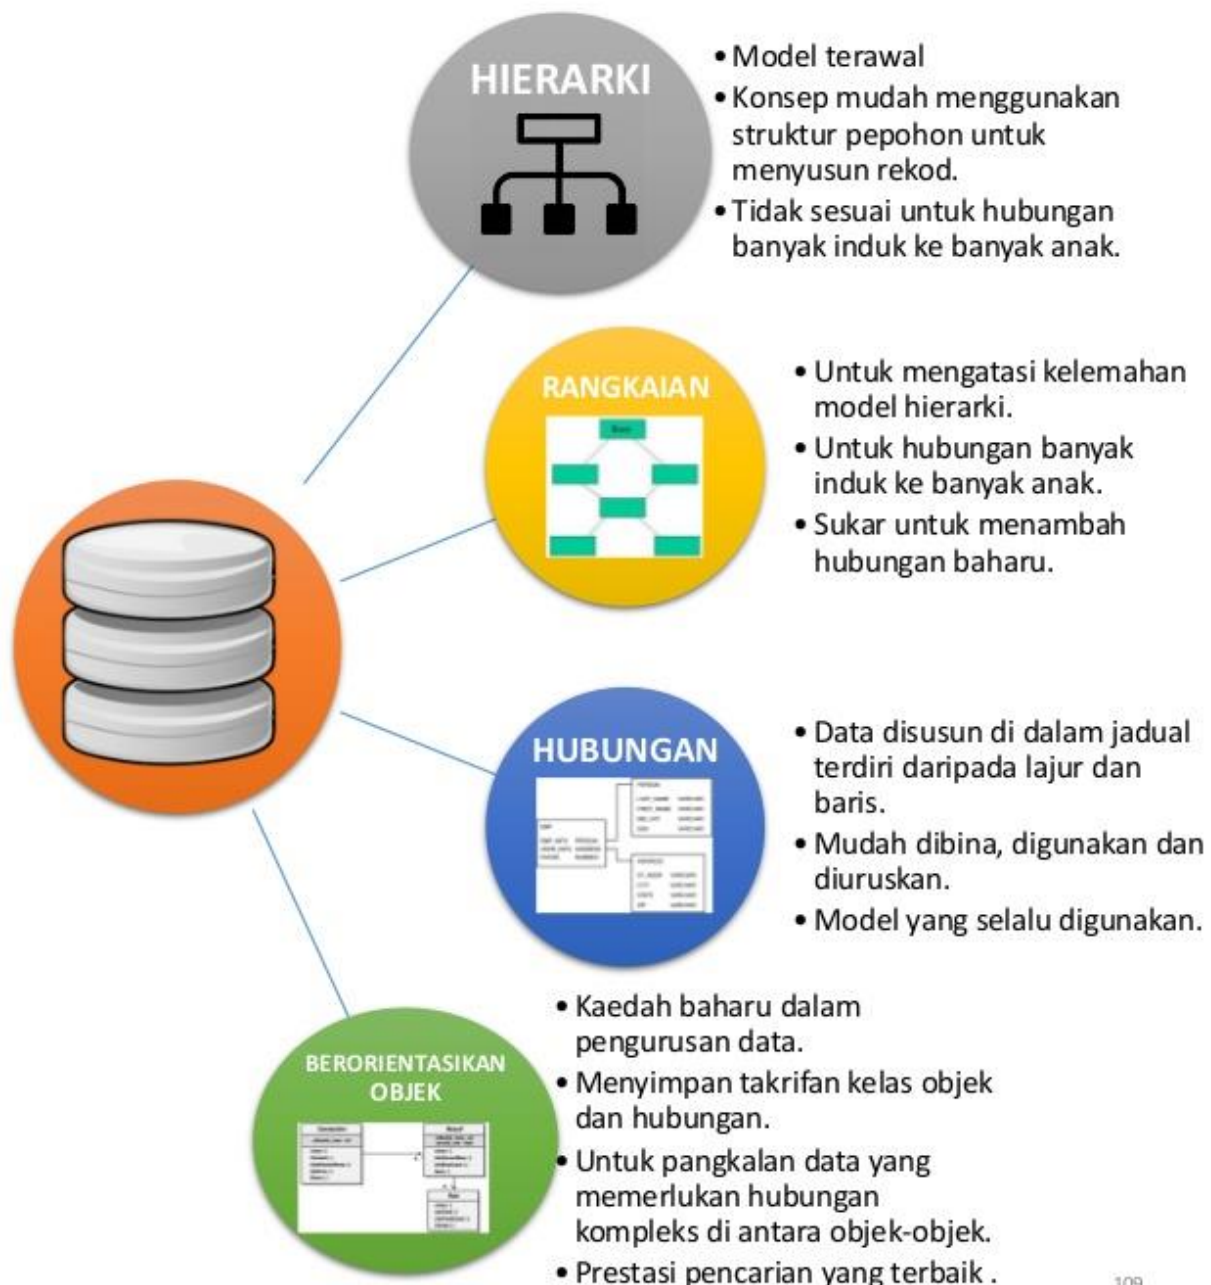 HIERARKI
• Model terawal
• Konsep mudah menggunakan
struktur pepohon untuk
menyusun rekod.
• Tidak sesuai untuk hubungan
banyak induk ke banyak anak.
RANGKAIAN
• Untuk mengatasi kelemahan
model hierarki.
• Untuk hubungan banyak
induk ke banyak anak.
• Sukar untuk menambah
hubungan baharu.
HUBUNGAN
• Data disusun di dalam jadual
terdiri daripada lajur dan
baris.
• Mudah dibina, digunakan dan
diuruskan.
• Model yang selalu digunakan.
BERORIENTASIKAN
OBJEK
• Kaedah baharu dalam
pengurusan data.
• Menyimpan takrifan kelas objek
dan hubungan.
• Untuk pangkalan data yang
memerlukan hubungan
kompleks di antara objek-objek.
• Prestasi pencarian yang terbaik .
109